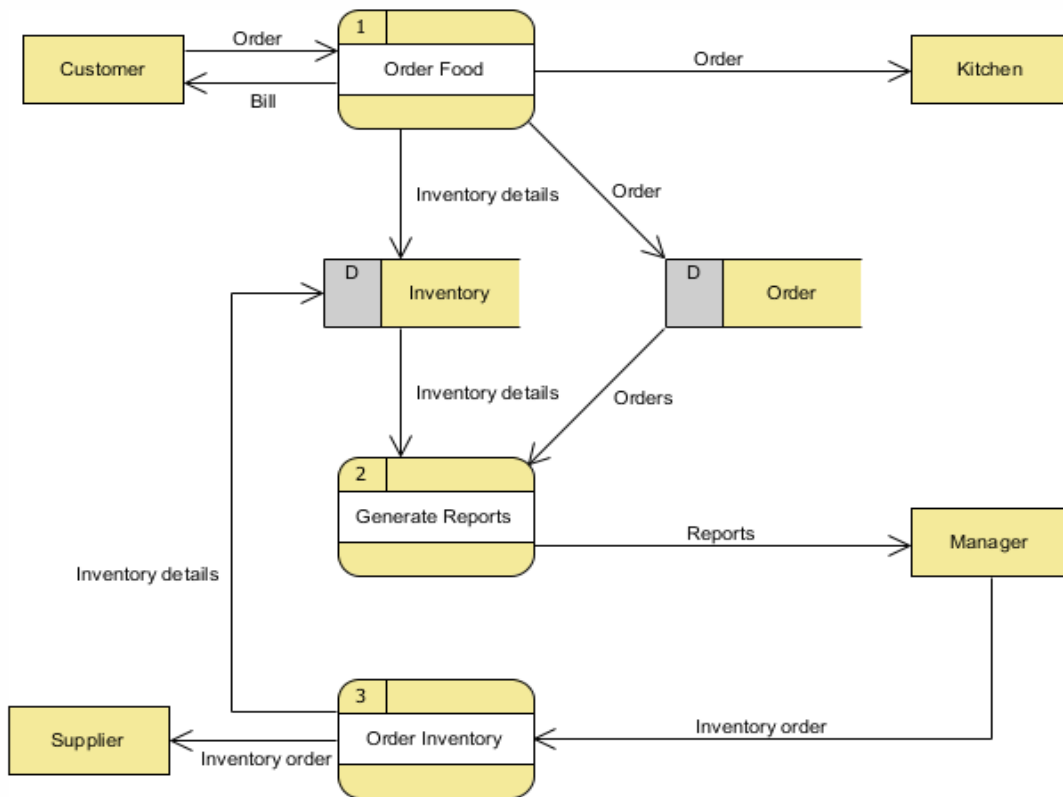 1
Order
Customer
Order Food
Order
Kitchen
Bill
Inventory details
Order
D
Inventory
D
Order
Inventory details
Orders
2
Generate Reports
Reports
Manager
Inventory details
3
Supplier
Order Inventory
Inventory order
Inventory order